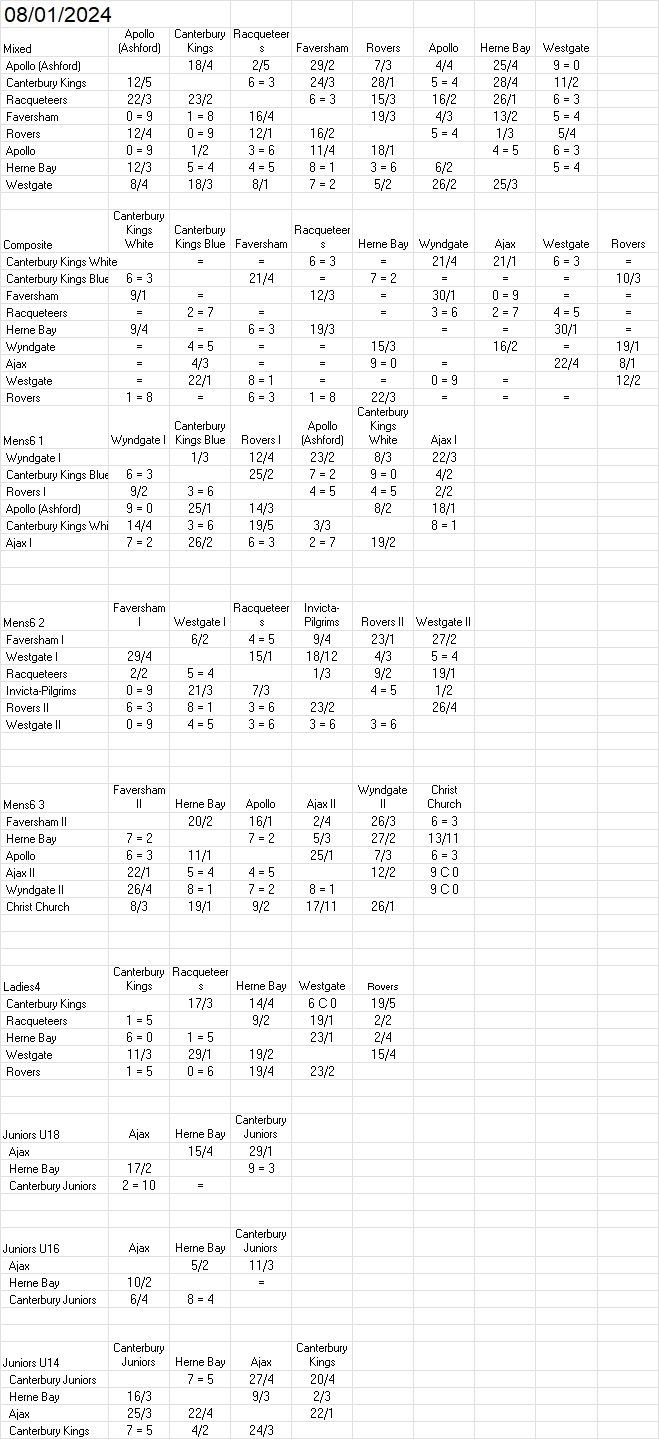 08/01/2024
Mixed Apollo (Ashford) Canterbury Kings Racqueteers Faversham Rovers Apollo Herne Bay Westgate
Apollo (Ashford) 18/4 2/5 29/2 7/3 4/4 25/4 9 = 0
Canterbury Kings 12/5 6 = 3 24/3 28/1 5 = 4 28/4 11/2
Racqueteers 22/3 23/2 6 = 3 15/3 16/2 26/1 6 = 3
Faversham 0 = 9 1 = 8 16/4 19/3 4/3 13/2 5 = 4
Rovers 12/4 0 = 9 12/1 16/2 5 = 4 1/3 5/4
Apollo 0 = 9 1/2 3 = 6 11/4 18/1 4 = 5 6 = 3
Herne Bay 12/3 5 = 4 4 = 5 8 = 1 3 = 6 6/2 5 = 4
Westgate 8/4 18/3 8/1 7 = 2 5/2 26/2 25/3
Composite Canterbury Kings White Canterbury Kings Blue Faversham Racqueteers Herne Bay Wyndgate Ajax Westgate Rovers
Canterbury Kings White = = 6 = 3 = 21/4 21/1 6 = 3 =
Canterbury Kings Blue 6 = 3 21/4 = 7 = 2 = = = 10/3
Faversham 9/1 = 12/3 = 30/1 0 = 9 = =
Racqueteers = 2 = 7 = = 3 = 6 2 = 7 4 = 5 =
Herne Bay 9/4 = 6 = 3 19/3 = = 30/1 =
Wyndgate = 4 = 5 = = 15/3 16/2 = 19/1
Ajax = 4/3 = = 9 = 0 = 22/4 8/1
Westgate = 22/1 8 = 1 = = 0 = 9 = 12/2
Rovers 1 = 8 = 6 = 3 1 = 8 22/3 = = =
Mens6 1 Wyndgate I Canterbury Kings Blue Rovers I Apollo (Ashford) Canterbury Kings White Ajax I
Wyndgate I 1/3 12/4 23/2 8/3 22/3
Canterbury Kings Blue 6 = 3 25/2 7 = 2 9 = 0 4/2
Rovers I 9/2 3 = 6 4 = 5 4 = 5 2/2
Apollo (Ashford) 9 = 0 25/1 14/3 8/2 18/1
Canterbury Kings Whi 14/4 3 = 6 19/5 3/3 8 = 1
Ajax I 7 = 2 26/2 6 = 3 2 = 7 19/2
Mens6 2 Faversham I Westgate I Racqueteers Invicta-Pilgrims Rovers II Westgate II
Faversham I 6/2 4 = 5 9/4 23/1 27/2
Westgate I 29/4 15/1 18/12 4/3 5 = 4
Racqueteers 2/2 5 = 4 1/3 9/2 19/1
Invicta-Pilgrims 0 = 9 21/3 7/3 4 = 5 1/2
Rovers II 6 = 3 8 = 1 3 = 6 23/2 26/4
Westgate II 0 = 9 4 = 5 3 = 6 3 = 6 3 = 6
Mens6 3 Faversham II Herne Bay Apollo Ajax II Wyndgate II Christ Church
Faversham II 20/2 16/1 2/4 26/3 6 = 3
Herne Bay 7 = 2 7 = 2 5/3 27/2 13/11
Apollo 6 = 3 11/1 25/1 7/3 6 = 3
Ajax II 22/1 5 = 4 4 = 5 12/2 9 C 0
Wyndgate II 26/4 8 = 1 7 = 2 8 = 1 9 C 0
Christ Church 8/3 19/1 9/2 17/11 26/1
Ladies4 Canterbury Kings Racqueteers Herne Bay Westgate Rovers
Canterbury Kings 17/3 14/4 6 C 0 19/5
Racqueteers 1 = 5 9/2 19/1 2/2
Herne Bay 6 = 0 1 = 5 23/1 2/4
Westgate 11/3 29/1 19/2 15/4
Rovers 1 = 5 0 = 6 19/4 23/2
Juniors U18 Ajax Herne Bay Canterbury Juniors
Ajax 15/4 29/1
Herne Bay 17/2 9 = 3
Canterbury Juniors 2 = 10 =
Juniors U16 Ajax Herne Bay Canterbury Juniors
Ajax 5/2 11/3
Herne Bay 10/2 =
Canterbury Juniors 6/4 8 = 4
Juniors U14 Canterbury Juniors Herne Bay Ajax Canterbury Kings
Canterbury Juniors 7 = 5 27/4 20/4
Herne Bay 16/3 9/3 2/3
Ajax 25/3 22/4 22/1
Canterbury Kings 7 = 5 4/2 24/3